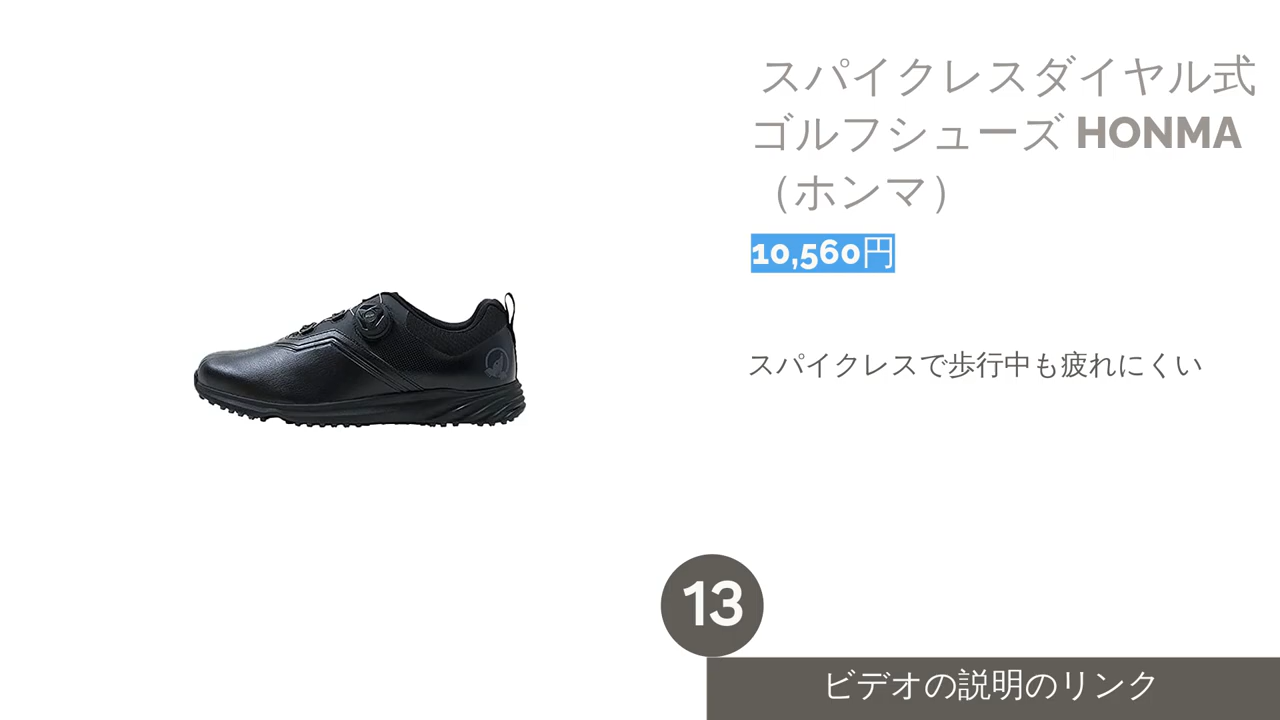 スパイクレスダイヤル式
ゴルフシューズ HONMA
（ホンマ）
10,560円
スパイクレスで歩行中も疲れにくい
13
ビデオの説明のリンク